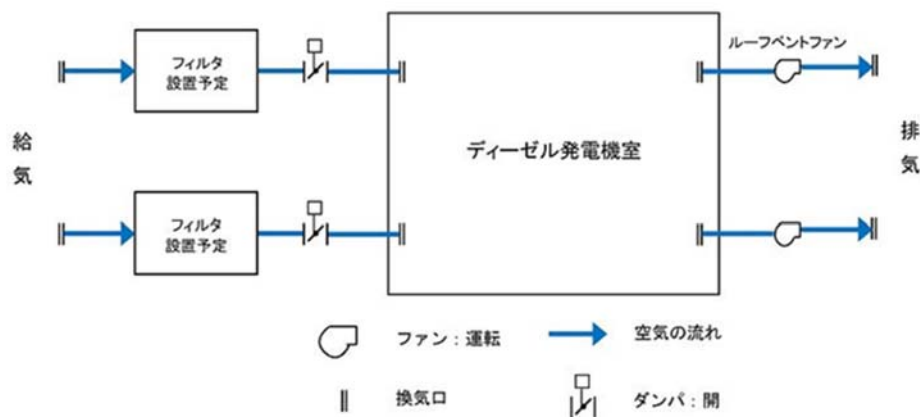 ルーフベントファン
フィルタ
設置予定
給
気
ディーゼル発電機室
排
気
フィルタ
設置予定
ファン：運転
空気の流れ
換気口
ダンパ：開